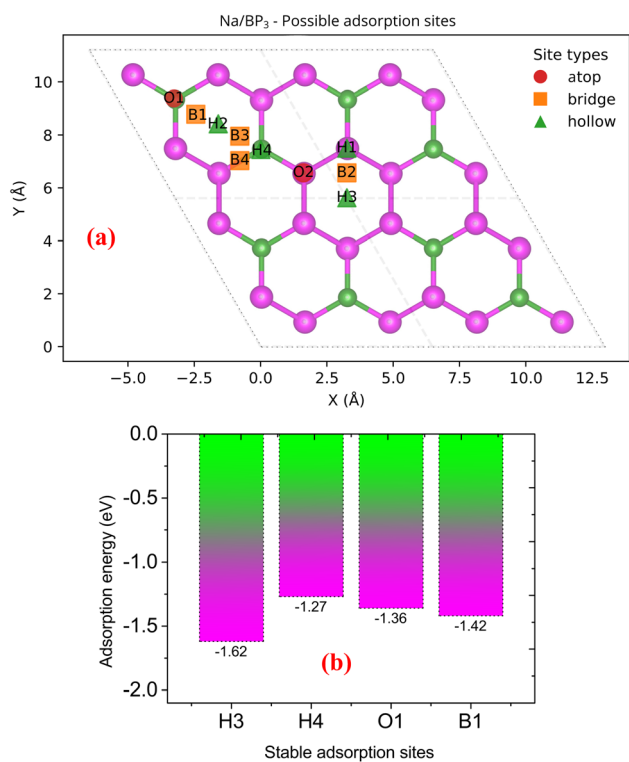 Na/BP₃ - Possible adsorption sites
Site types
atop
bridge
hollow
O1
B1
H2
B3
B4
H4
H1
O2
B2
H3
(a)
Y (Å)
10
8
6
4
2
0
−5.0 −2.5 0.0 2.5 5.0 7.5 10.0 12.5
X (Å)
Adsorption energy (eV)
0.0
-0.5
-1.0
-1.5
-2.0
-1.62
-1.27
-1.36
-1.42
(b)
H3 H4 O1 B1
Stable adsorption sites